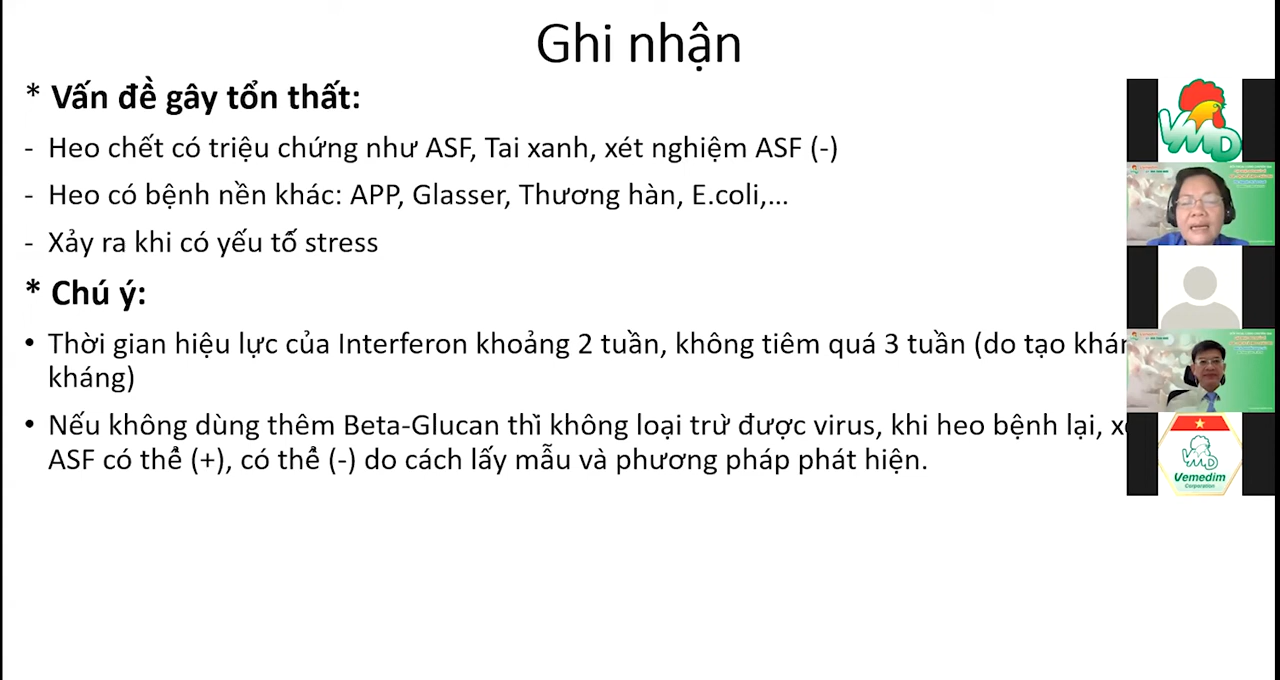 Ghi nhận
* Vấn đề gây tổn thất:
- Heo chết có triệu chứng như ASF, Tai xanh, xét nghiệm ASF (-)
- Heo có bệnh nền khác: APP, Glasser, Thương hàn, E.coli,...
- Xảy ra khi có yếu tố stress
* Chú ý:
• Thời gian hiệu lực của Interferon khoảng 2 tuần, không tiêm quá 3 tuần (do tạo
kháng)
• Nếu không dùng thêm Beta-Glucan thì không loại trừ được virus, khi heo bệnh lại,
ASF có thể (+), có thể (-) do cách lấy mẫu và phương pháp phát hiện.
VMD
VMD
Vemedim
Corporation